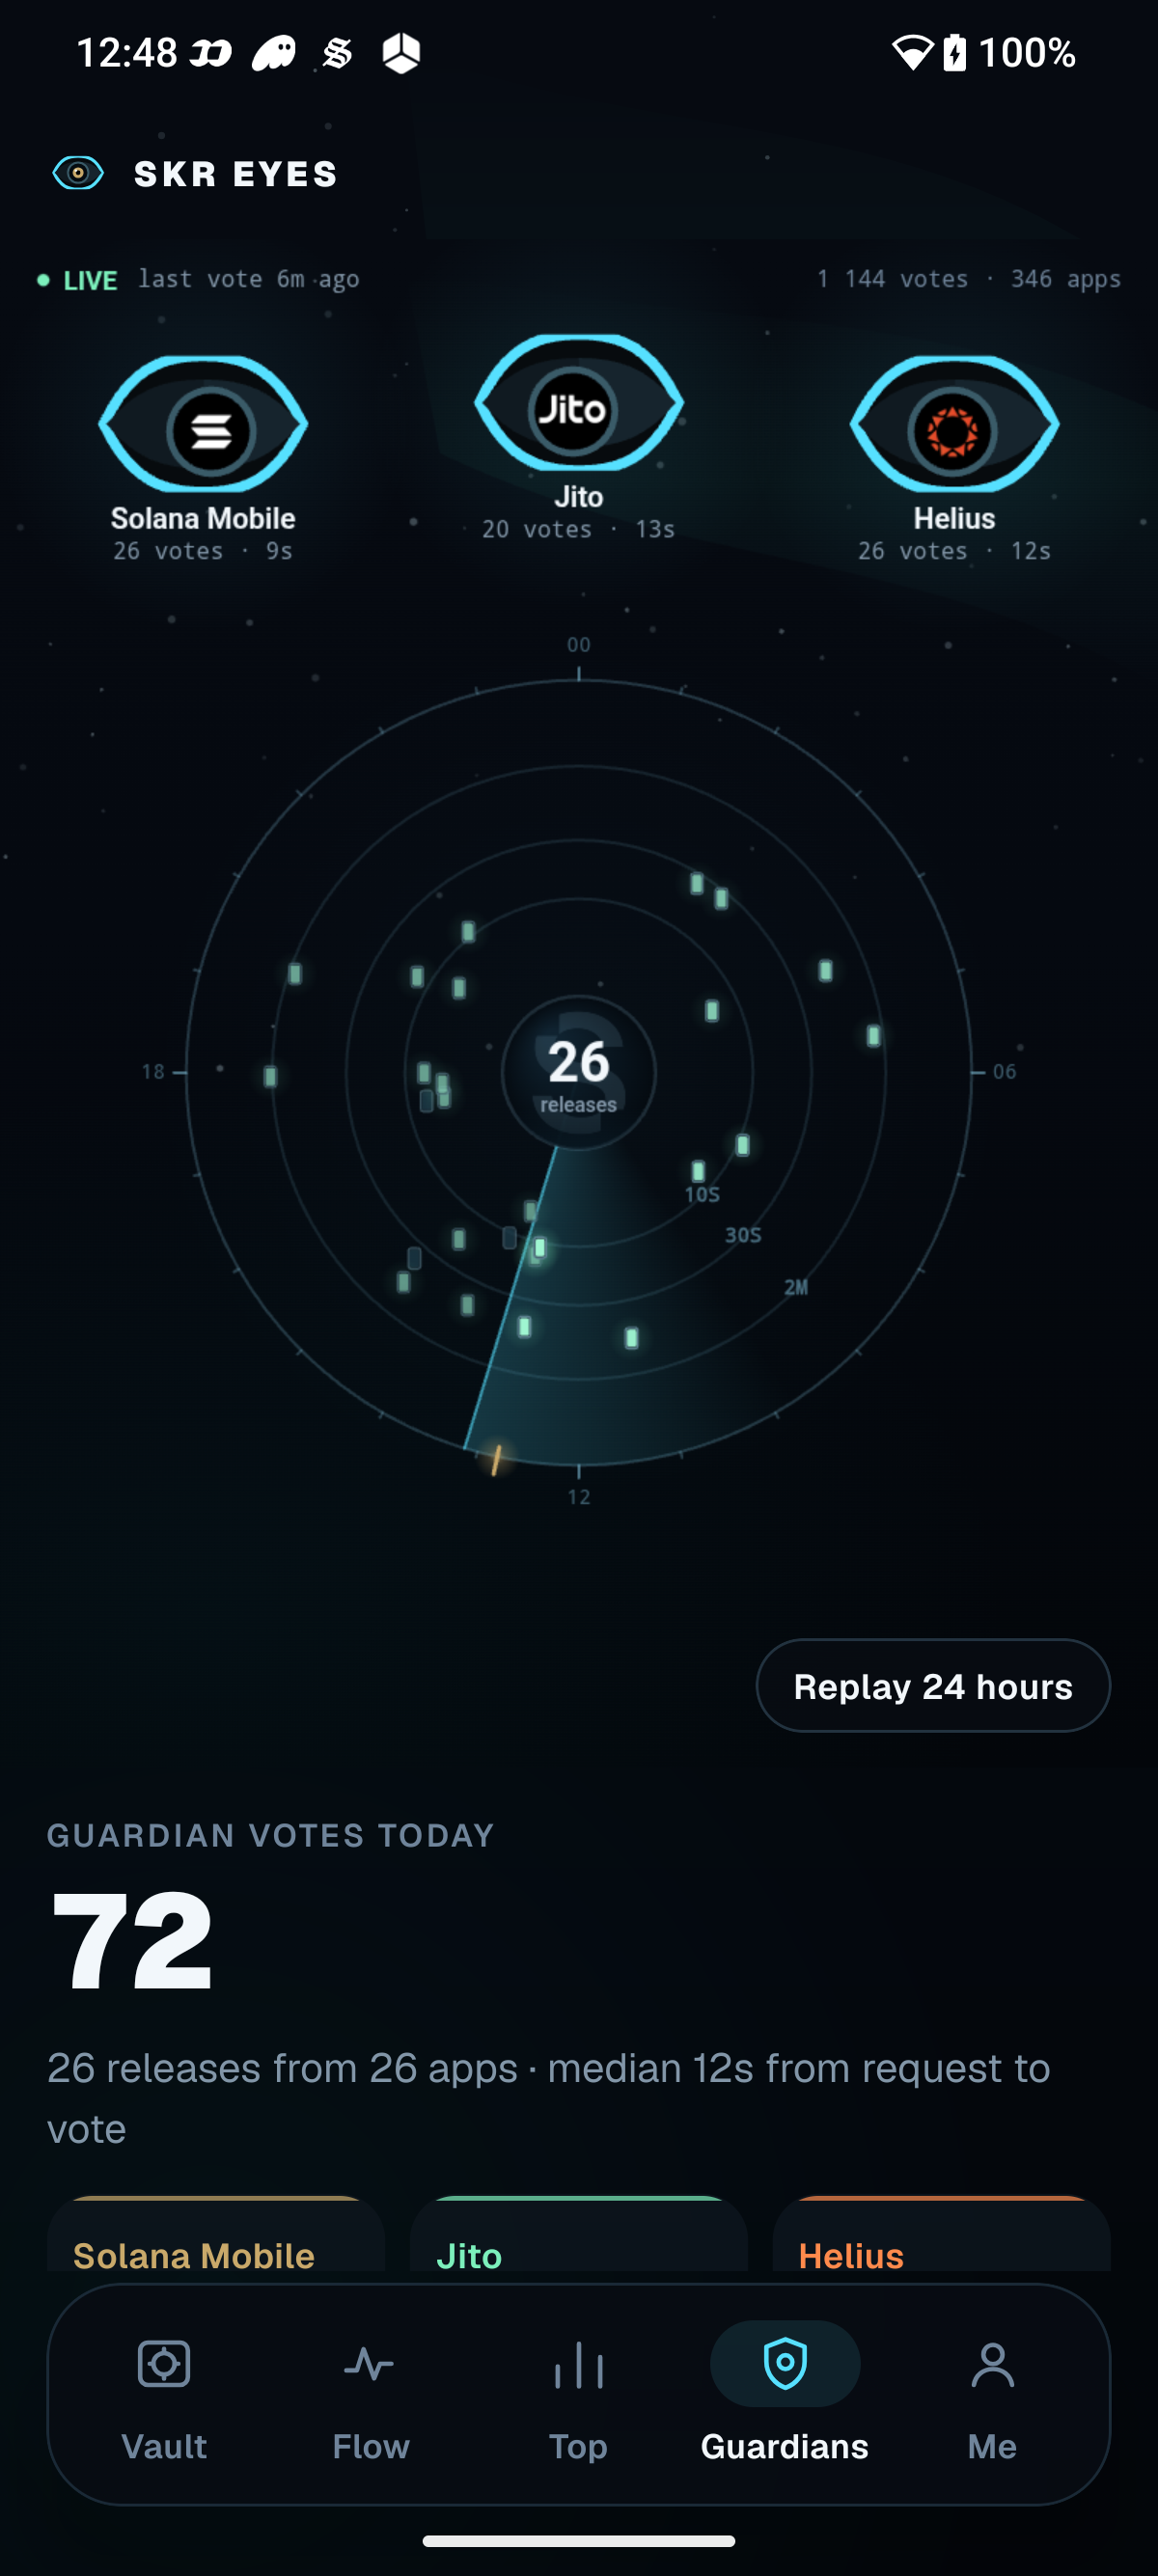 12:48
100%
SKR EYES
LIVE last vote 6m ago
1 144 votes · 346 apps
Jito
Solana Mobile
26 votes · 9s
Jito
20 votes · 13s
Helius
26 votes · 12s
00
18
06
26
releases
10S
30S
2M
12
Replay 24 hours
GUARDIAN VOTES TODAY
72
26 releases from 26 apps · median 12s from request to
vote
Solana Mobile
Jito
Helius
Vault
Flow
Top
Guardians
Me